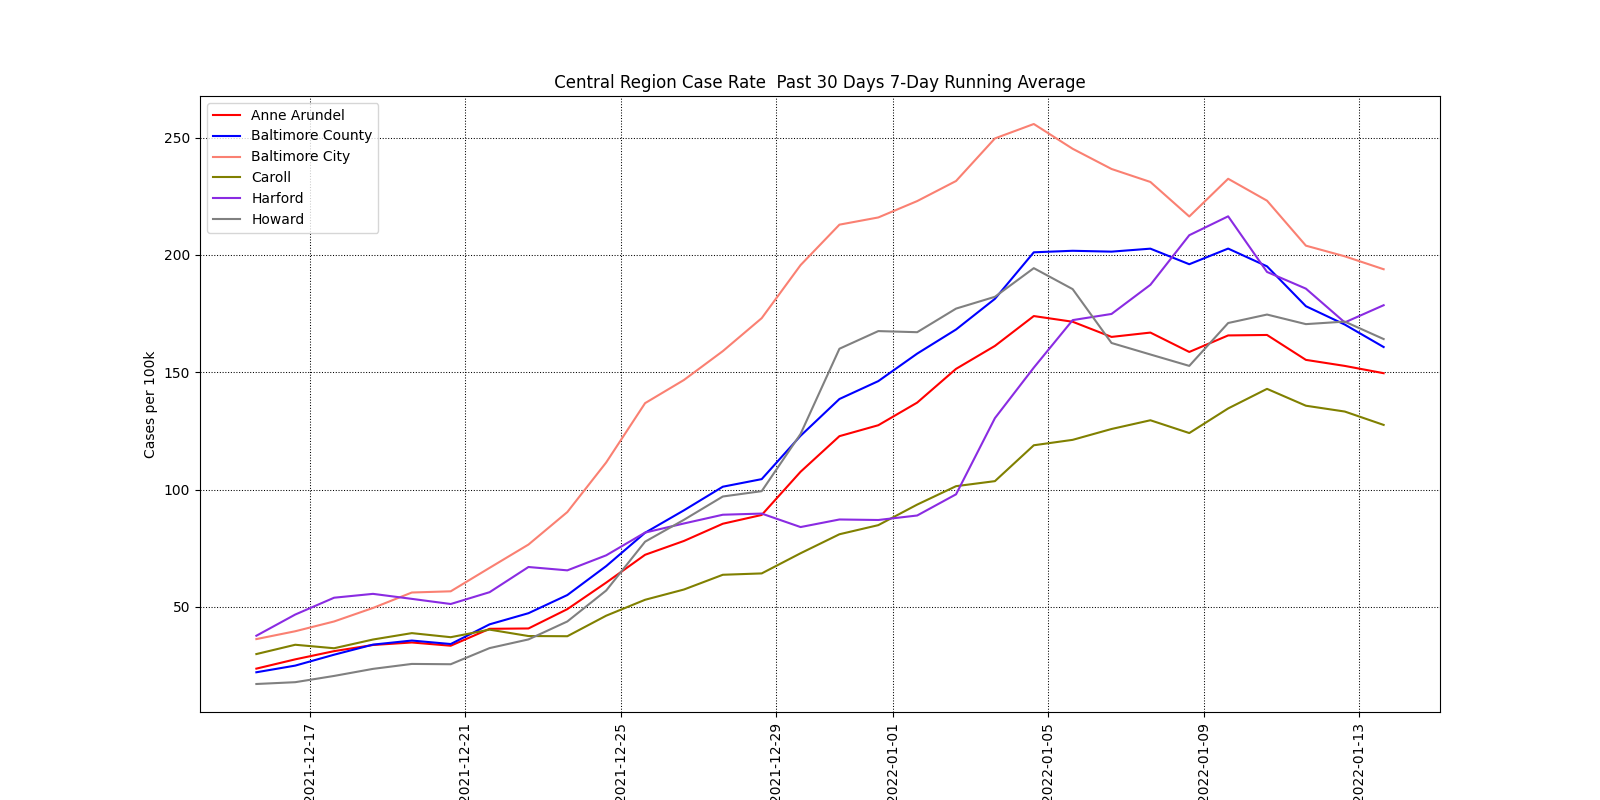 Central Region Case Rate  Past 30 Days 7-Day Running Average
Anne Arundel
Baltimore County
Baltimore City
Caroll
Harford
Howard
Cases per 100k
250
200
150
100
50
2021-12-17
2021-12-21
2021-12-25
2021-12-29
2022-01-01
2022-01-05
2022-01-09
2022-01-13